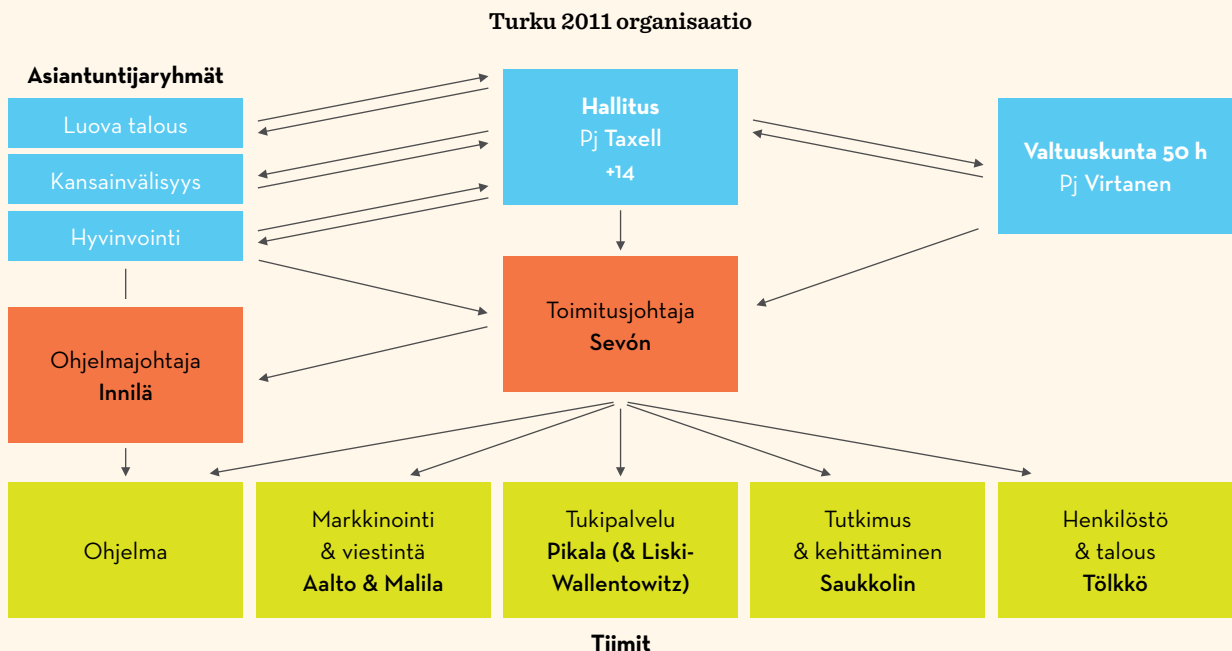 Turku 2011 organisaatio
Asiantuntijaryhmät
Luova talous
Kansainvälisyys
Hyvinvointi
Hallitus
Pj Taxell
+14
Valtuuskunta 50 h
Pj Virtanen
Ohjelmajohtaja
Innilä
Toimitusjohtaja
Sevón
Ohjelma
Markkinointi
& viestintä
Aalto & Malila
Tukipalvelu
Pikala (& Liski-
Wallentowitz)
Tutkimus
& kehittäminen
Saukkolin
Henkilöstö
& talous
Tölkkö
Tiimit